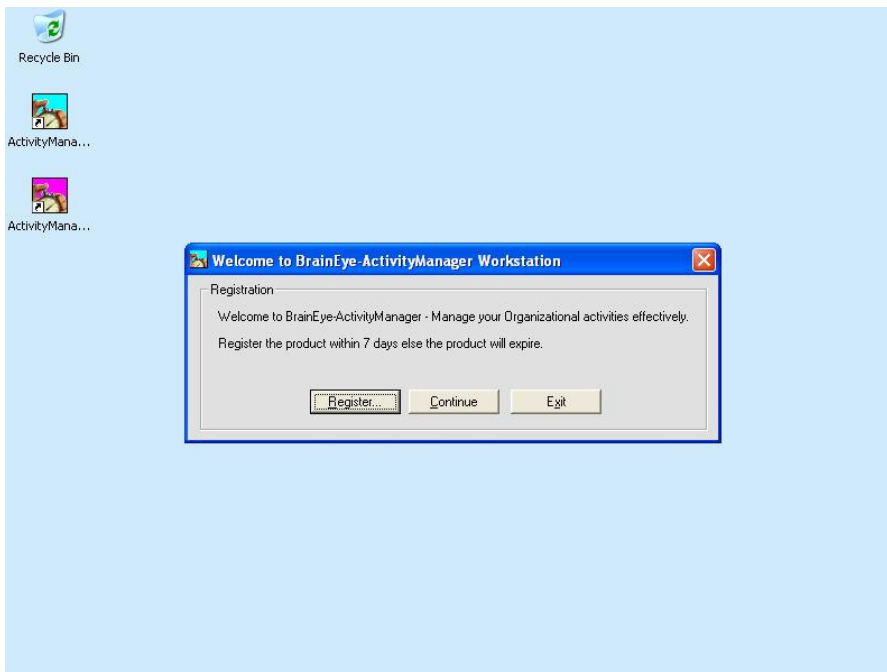 Recycle Bin
ActivityMana...
ActivityMana...
Welcome to BrainEye-ActivityManager Workstation
Registration
Welcome to BrainEye-ActivityManager - Manage your Organizational activities effectively.
Register the product within 7 days else the product will expire.
Register... Continue Exit